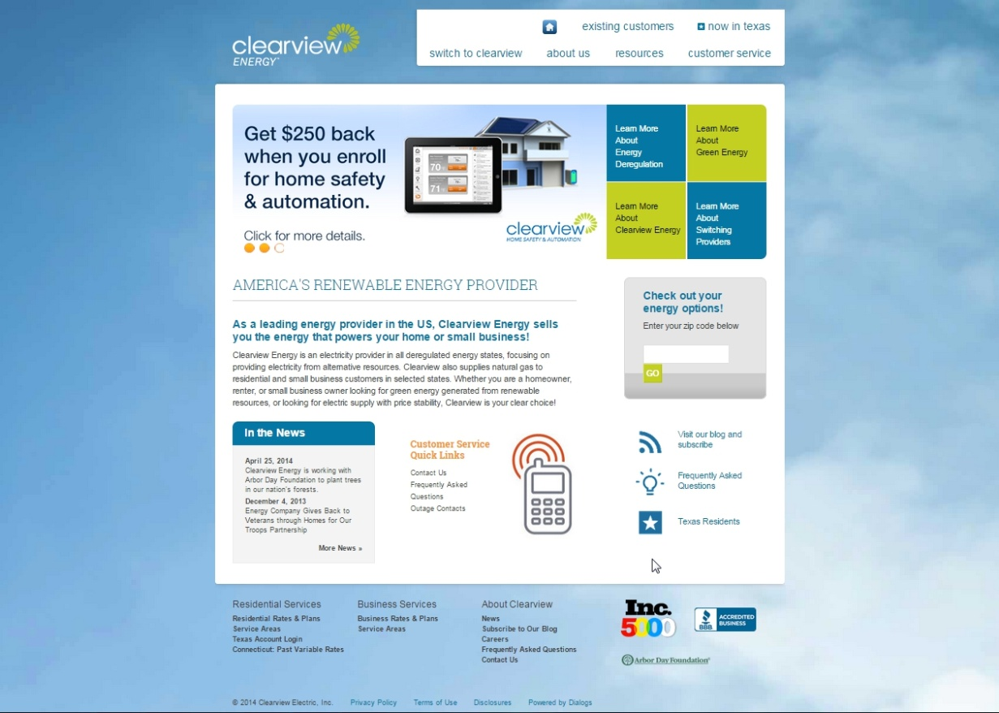 clearview
ENERGY
existing customers
now in texas
switch to clearview
about us
resources
customer service
Get $250 back
when you enroll
for home safety
& automation.
Click for more details.
70
71
clearview
HOME SAFETY & AUTOMATION
Learn More
About
Energy
Deregulation
Learn More
About
Green Energy
Learn More
About
Clearview Energy
Learn More
About
Switching
Providers
AMERICA'S RENEWABLE ENERGY PROVIDER
As a leading energy provider in the US, Clearview Energy sells
you the energy that powers your home or small business!
Clearview Energy is an electricity provider in all deregulated energy states, focusing on
providing electricity from alternative resources. Clearview also supplies natural gas to
residential and small business customers in selected states. Whether you are a homeowner,
renter, or small business owner looking for green energy generated from renewable
resources, or looking for electric supply with price stability, Clearview is your clear choice!
Check out your
energy options!
Enter your zip code below
GO
In the News
April 25, 2014
Clearview Energy is working with
Arbor Day Foundation to plant trees
in our nation's forests.
December 4, 2013
Energy Company Gives Back to
Veterans through Homes for Our
Troops Partnership
More News »
Customer Service
Quick Links
Contact Us
Frequently Asked
Questions
Outage Contacts
Visit our blog and
subscribe
Frequently Asked
Questions
Texas Residents
Residential Services
Residential Rates & Plans
Service Areas
Texas Account Login
Connecticut: Past Variable Rates
Business Services
Business Rates & Plans
Service Areas
About Clearview
News
Subscribe to Our Blog
Careers
Frequently Asked Questions
Contact Us
Inc.
5000
BBB
ACCREDITED
BUSINESS
Arbor Day Foundation®
© 2014 Clearview Electric, Inc.
Privacy Policy
Terms of Use
Disclosures
Powered by Dialogs